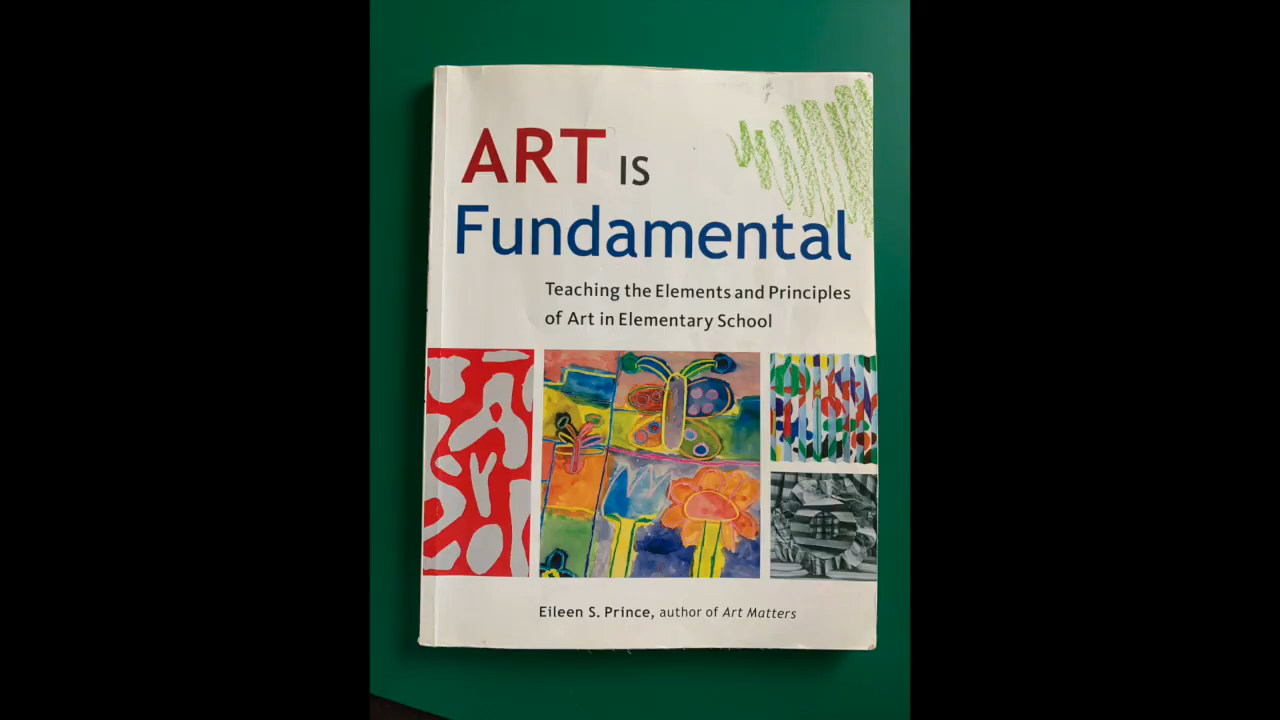 ART IS
Fundamental
Teaching the Elements and Principles
of Art in Elementary School
Eileen S. Prince, author of Art Matters